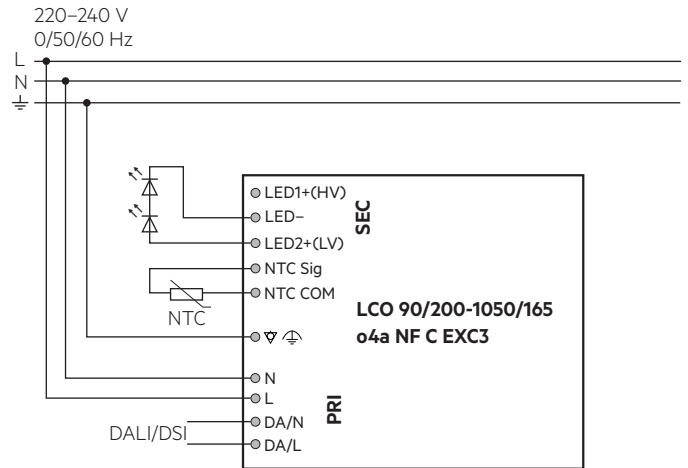 220–240 V
0/50/60 Hz
L
N
LED1+(HV)
LED–
LED2+(LV)
SEC
NTC Sig
NTC COM
NTC
LCO 90/200-1050/165
o4a NF C EXC3
N
L
PRI
DALI/DSI
DA/N
DA/L